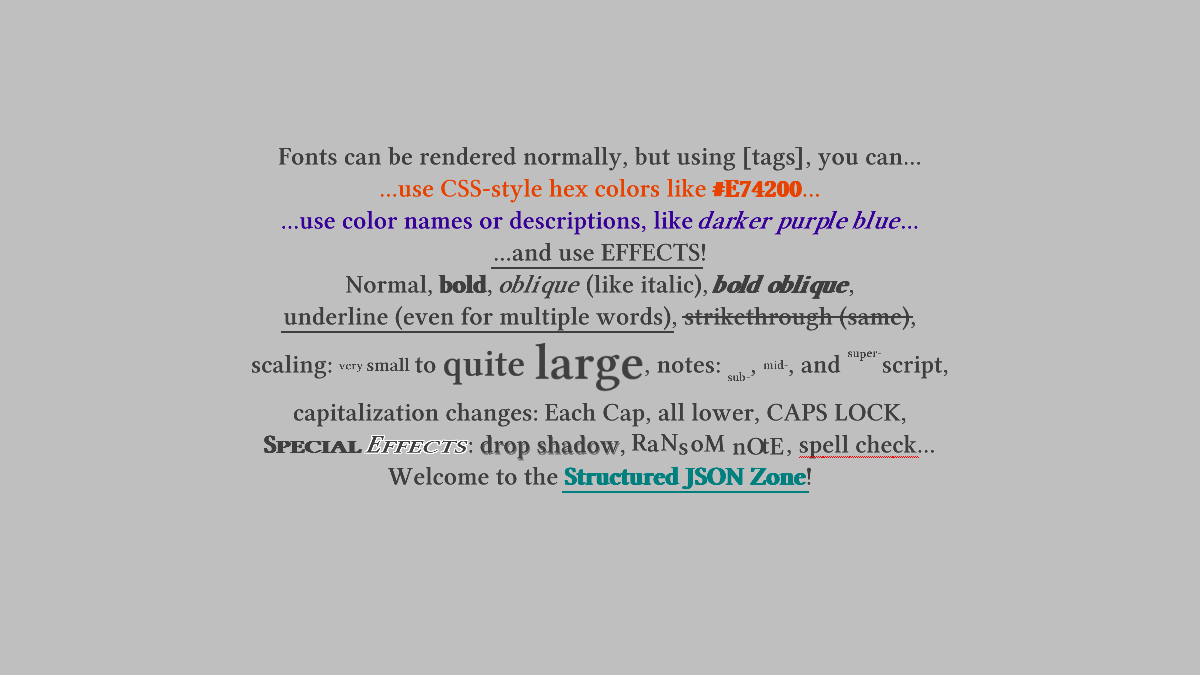 Fonts can be rendered normally, but using [tags], you can...
...use CSS-style hex colors like #E74200...
...use color names or descriptions, like darker purple blue...
...and use EFFECTS!
Normal, bold, oblique (like italic), bold oblique,
underline (even for multiple words), strikethrough (same),
scaling: very small to quite large, notes: sub-, mid-, and super-script,
capitalization changes: Each Cap, all lower, CAPS LOCK,
Special Effects: drop shadow, RaNsoM nOtE, spell check...
Welcome to the Structured JSON Zone!